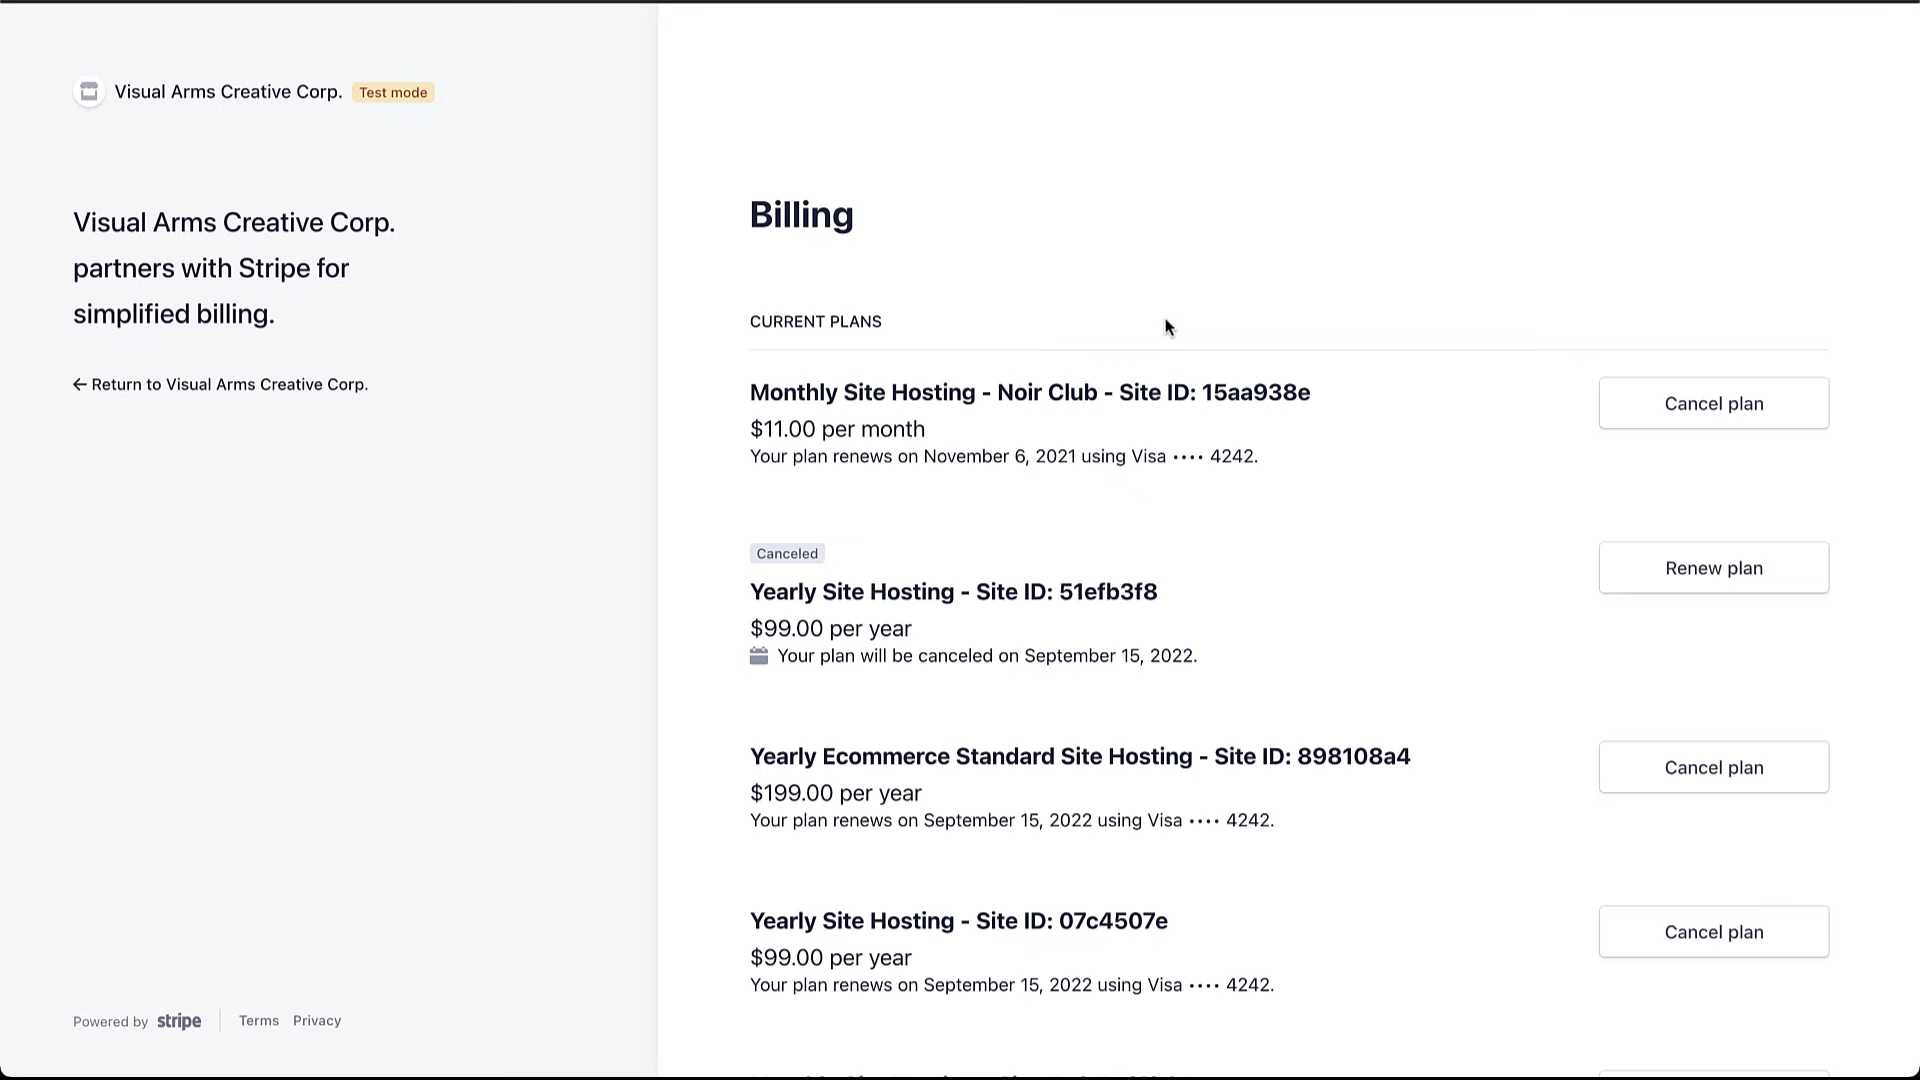 Visual Arms Creative Corp. Test mode
Visual Arms Creative Corp.
partners with Stripe for
simplified billing.
← Return to Visual Arms Creative Corp.
Powered by stripe Terms Privacy
Billing
CURRENT PLANS
Monthly Site Hosting - Noir Club - Site ID: 15aa938e
$11.00 per month
Your plan renews on November 6, 2021 using Visa •••• 4242.
Cancel plan
Canceled
Yearly Site Hosting - Site ID: 51efb3f8
$99.00 per year
Your plan will be canceled on September 15, 2022.
Renew plan
Yearly Ecommerce Standard Site Hosting - Site ID: 898108a4
$199.00 per year
Your plan renews on September 15, 2022 using Visa •••• 4242.
Cancel plan
Yearly Site Hosting - Site ID: 07c4507e
$99.00 per year
Your plan renews on September 15, 2022 using Visa •••• 4242.
Cancel plan